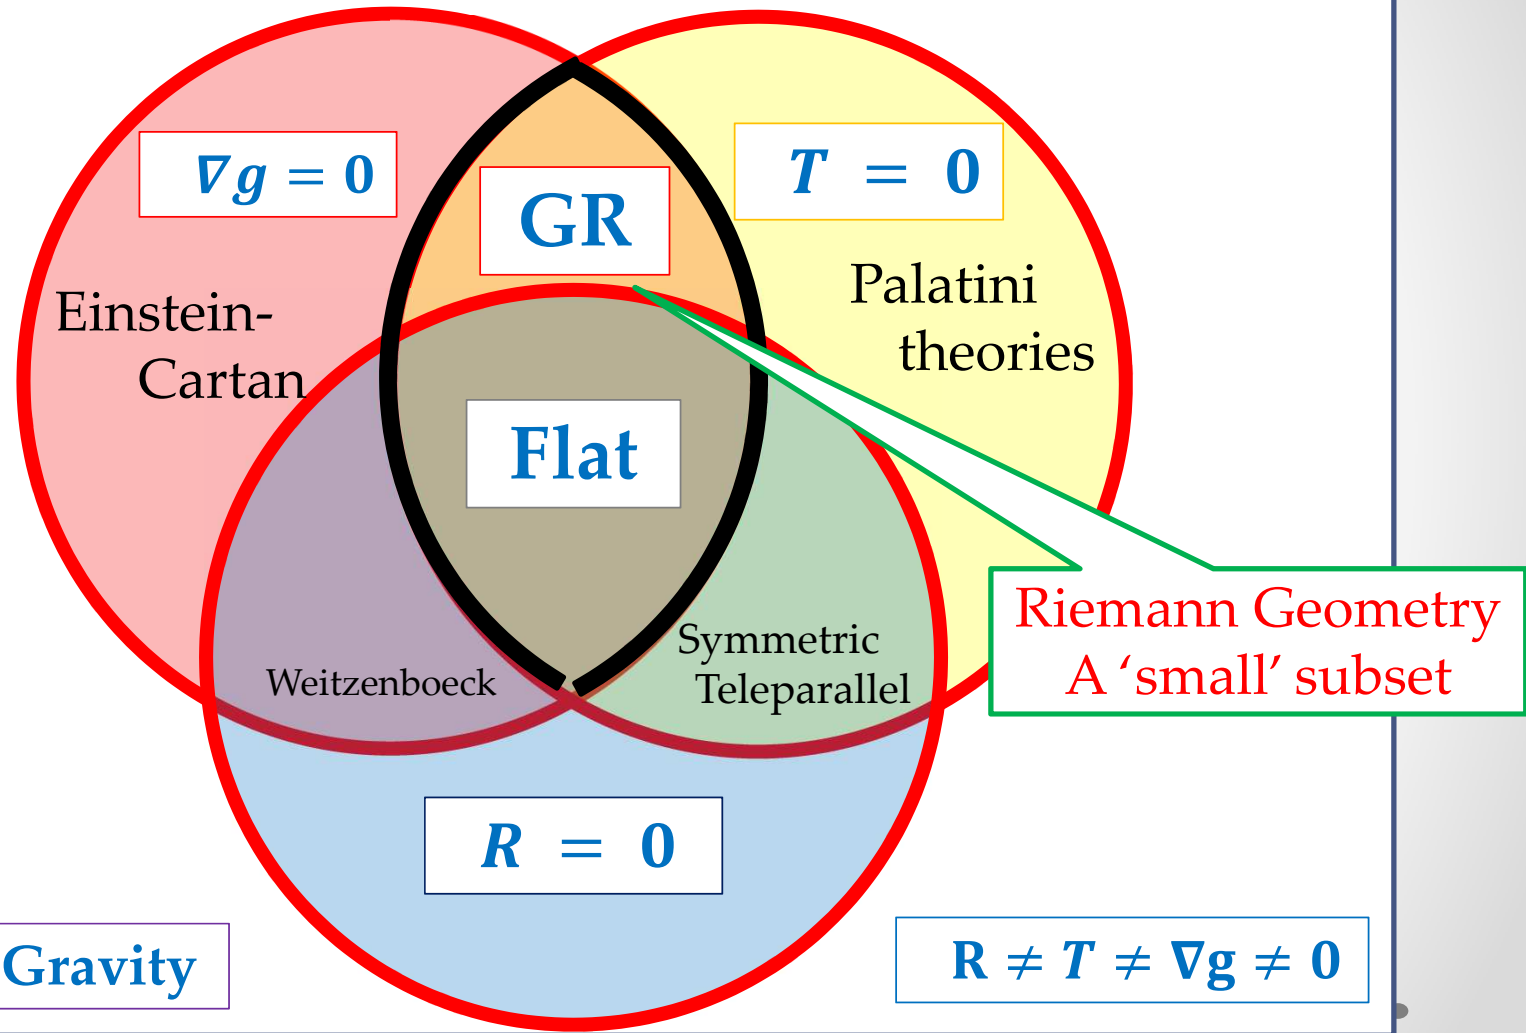 ∇g = 0
T = 0
GR
Einstein-
Cartan
Palatini
theories
Flat
Riemann Geometry
A ‘small’ subset
Symmetric
Teleparallel
Weitzenboeck
R = 0
Gravity
R ≠ T ≠ ∇g ≠ 0